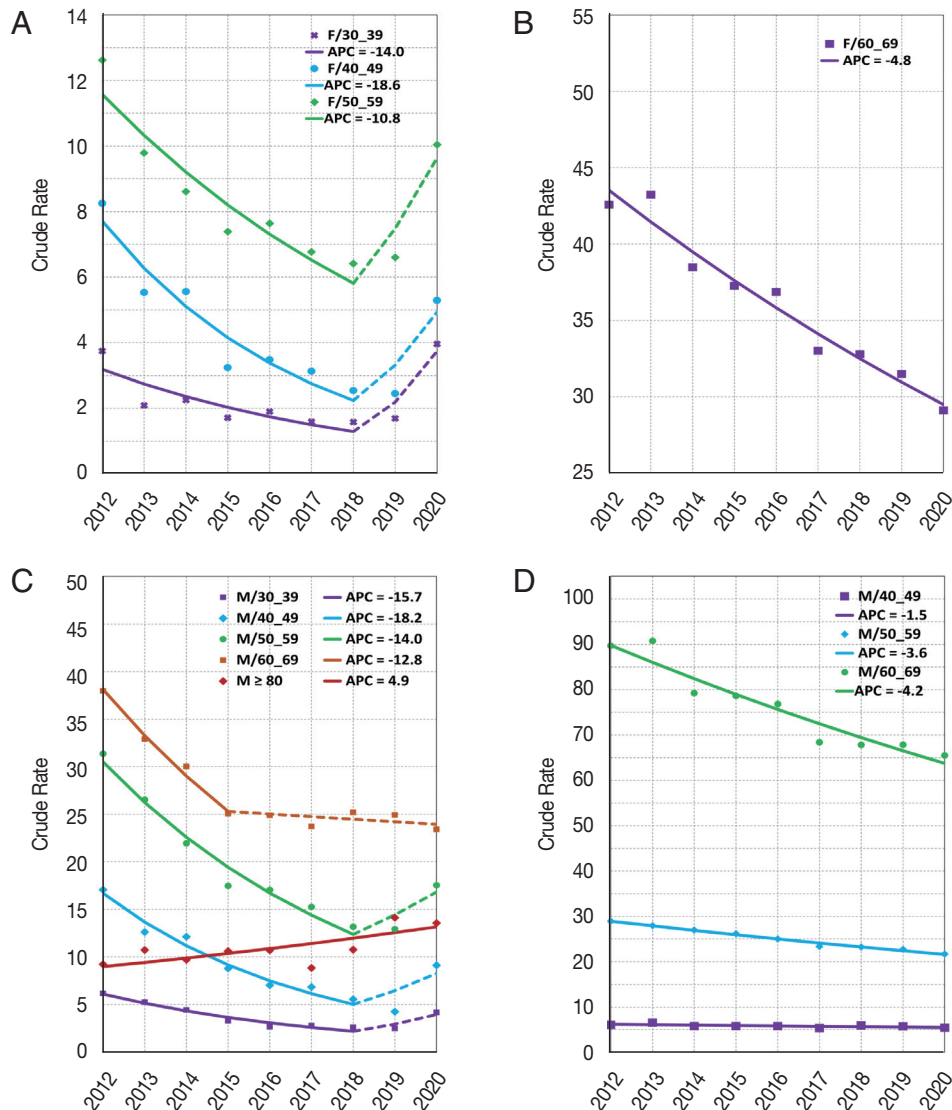 A
14
12
10
8
6
4
2
0
Crude Rate
F/30_39
APC = -14.0
F/40_49
APC = -18.6
F/50_59
APC = -10.8
2012
2013
2014
2015
2016
2017
2018
2019
2020
B
55
50
45
40
35
30
25
Crude Rate
F/60_69
APC = -4.8
2012
2013
2014
2015
2016
2017
2018
2019
2020
C
50
45
40
35
30
25
20
15
10
5
0
Crude Rate
M/30_39 APC = -15.7
M/40_49 APC = -18.2
M/50_59 APC = -14.0
M/60_69 APC = -12.8
M ≥ 80 APC = 4.9
2012
2013
2014
2015
2016
2017
2018
2019
2020
D
100
90
80
70
60
50
40
30
20
10
5
0
Crude Rate
M/40_49
APC = -1.5
M/50_59
APC = -3.6
M/60_69
APC = -4.2
2012
2013
2014
2015
2016
2017
2018
2019
2020